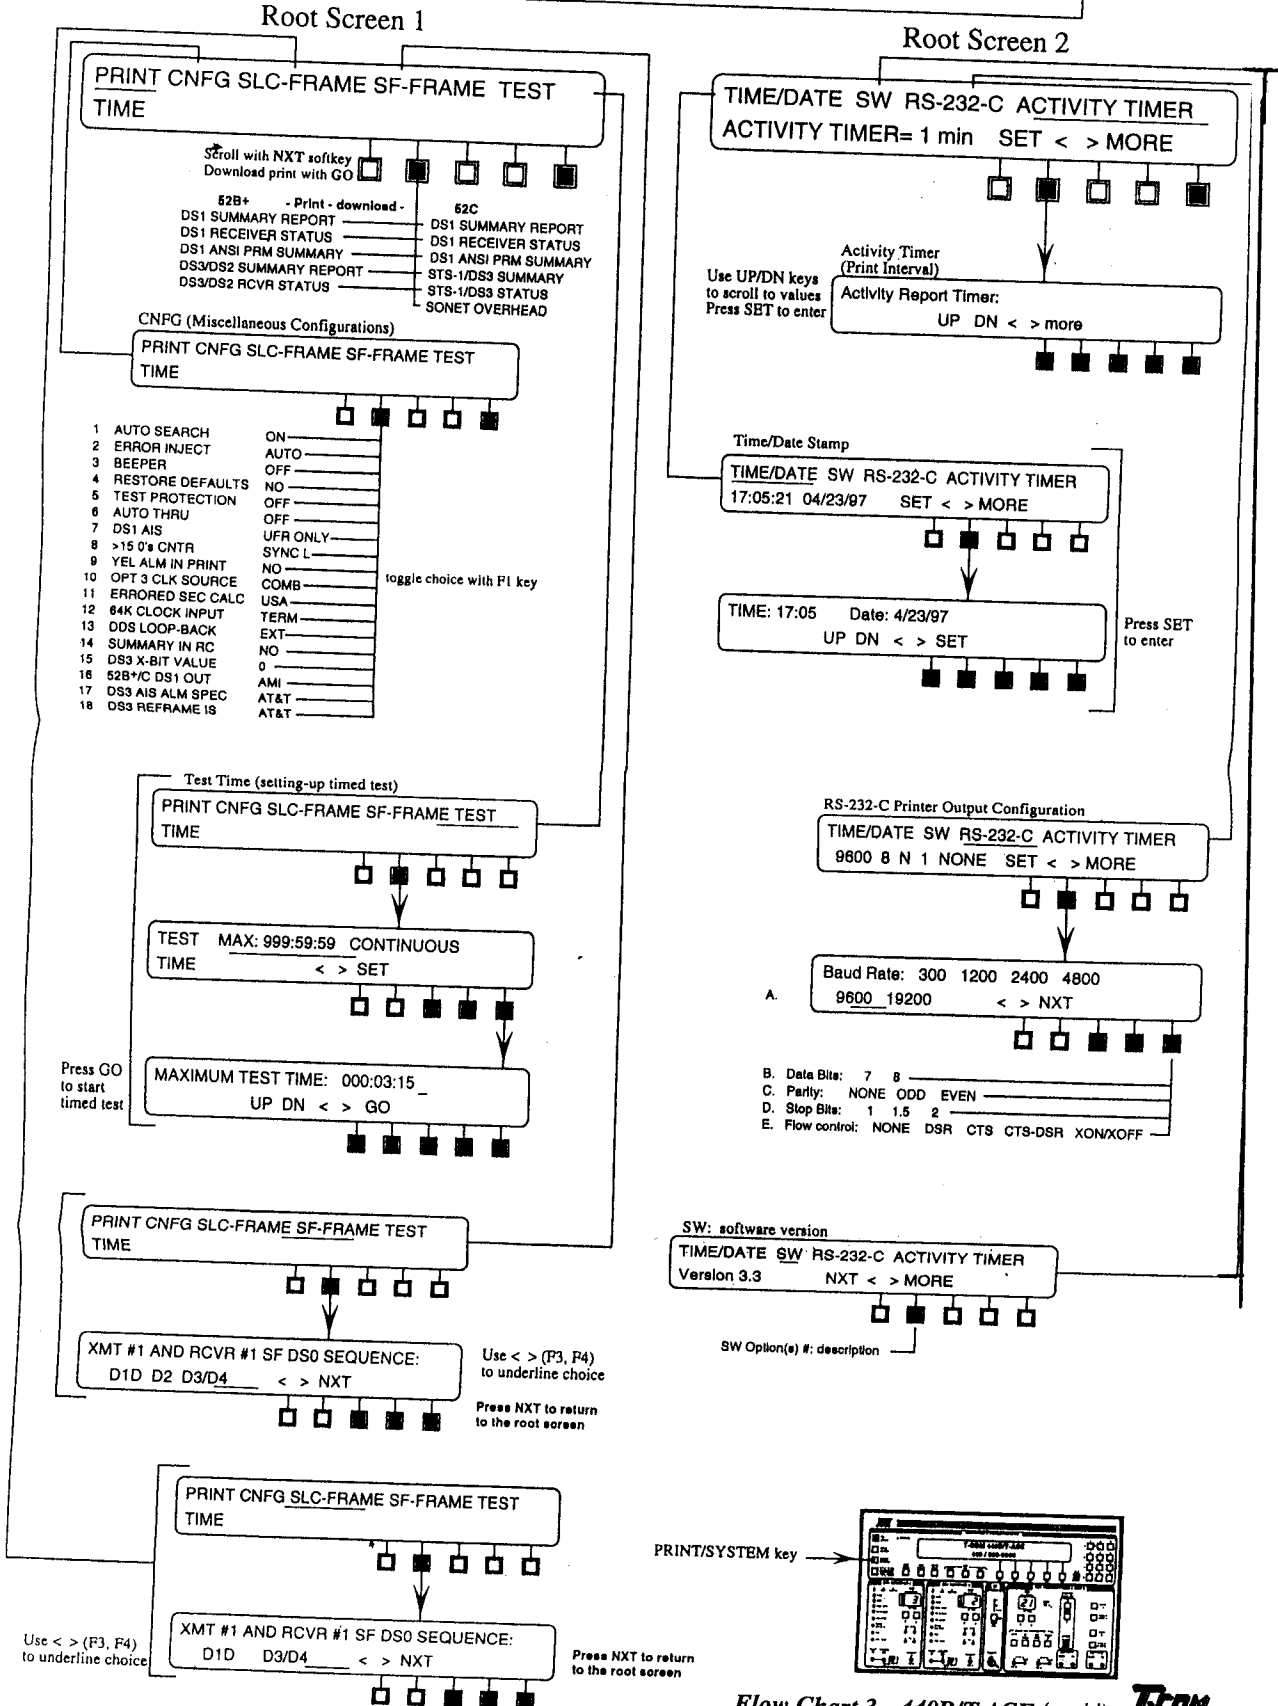 Root Screen 1
PRINT CNFG SLC-FRAME SF-FRAME TEST
TIME
Scroll with NXT softkey
Download print with GO
52B+ - Print - download - 52C
DS1 SUMMARY REPORT DS1 SUMMARY REPORT
DS1 RECEIVER STATUS DS1 RECEIVER STATUS
DS1 ANSI PRM SUMMARY DS1 ANSI PRM SUMMARY
DS3/DS2 SUMMARY REPORT STS-1/DS3 SUMMARY
DS3/DS2 RCVR STATUS STS-1/DS3 STATUS
SONET OVERHEAD
CNFG (Miscellaneous Configurations)
PRINT CNFG SLC-FRAME SF-FRAME TEST
TIME
1 AUTO SEARCH ON
2 ERROR INJECT AUTO
3 BEEPER OFF
4 RESTORE DEFAULTS NO
5 TEST PROTECTION OFF
6 AUTO THRU OFF
7 DS1 AIS UFR ONLY
8 >15 0's CNTR SYNC L
9 YEL ALM IN PRINT NO
10 OPT 3 CLK SOURCE COMB
11 ERRORED SEC CALC USA
12 64K CLOCK INPUT TERM
13 DDS LOOP-BACK EXT
14 SUMMARY IN RC NO
15 DS3 X-BIT VALUE 0
16 52B+/C DS1 OUT AMI
17 DS3 AIS ALM SPEC AT&T
18 DS3 REFRAME IS AT&T
toggle choice with F1 key
Test Time (setting-up timed test)
PRINT CNFG SLC-FRAME SF-FRAME TEST
TIME
TEST MAX: 999:59:59 CONTINUOUS
TIME < > SET
Press GO
to start
timed test
MAXIMUM TEST TIME: 000:03:15_
UP DN < > GO
PRINT CNFG SLC-FRAME SF-FRAME TEST
TIME
XMT #1 AND RCVR #1 SF DS0 SEQUENCE:
D1D D2 D3/D4 < > NXT
Use < > (F3, F4)
to underline choice
Press NXT to return
to the root screen
PRINT CNFG SLC-FRAME SF-FRAME TEST
TIME
Use < > (F3, F4)
to underline choice
XMT #1 AND RCVR #1 SF DS0 SEQUENCE:
D1D D3/D4 < > NXT
Press NXT to return
to the root screen
Root Screen 2
TIME/DATE SW RS-232-C ACTIVITY TIMER
ACTIVITY TIMER= 1 min SET < > MORE
Use UP/DN keys
to scroll to values
Press SET to enter
Activity Timer
(Print Interval)
Activity Report Timer:
UP DN < > more
Time/Date Stamp
TIME/DATE SW RS-232-C ACTIVITY TIMER
17:05:21 04/23/97 SET < > MORE
TIME: 17:05 Date: 4/23/97
UP DN < > SET
Press SET
to enter
RS-232-C Printer Output Configuration
TIME/DATE SW RS-232-C ACTIVITY TIMER
9600 8 N 1 NONE SET < > MORE
A.
Baud Rate: 300 1200 2400 4800
9600 19200 < > NXT
B. Data Bits: 7 8
C. Parity: NONE ODD EVEN
D. Stop Bits: 1 1.5 2
E. Flow control: NONE DSR CTS CTS-DSR XON/XOFF
SW: software version
TIME/DATE SW RS-232-C ACTIVITY TIMER
Version 3.3 NXT < > MORE
SW Option(s) #: description
PRINT/SYSTEM key
Flow Chart 3 440B/T-ACE
T-COM